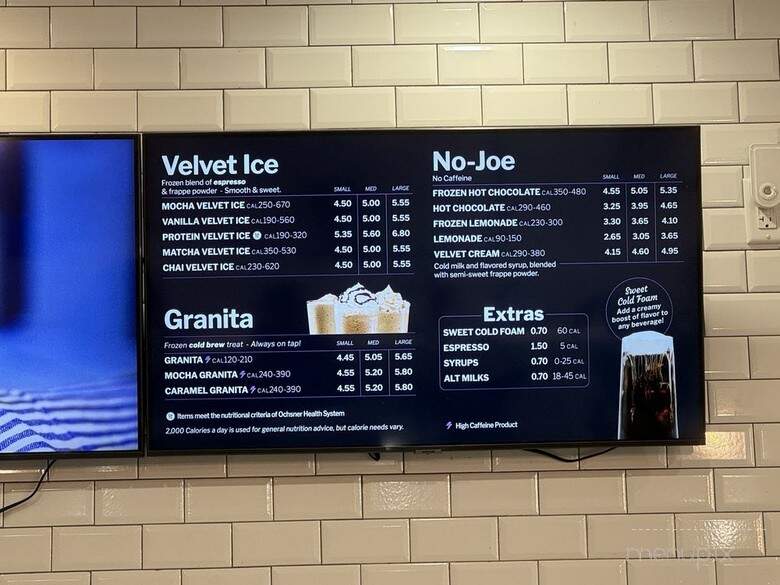 Velvet Ice
Frozen blend of espresso
& frappe powder - Smooth & sweet.
SMALL MED LARGE
MOCHA VELVET ICE CAL250-670 4.50 5.00 5.55
VANILLA VELVET ICE CAL190-560 4.50 5.00 5.55
PROTEIN VELVET ICE CAL190-320 5.35 5.60 6.80
MATCHA VELVET ICE CAL350-530 4.50 5.00 5.55
CHAI VELVET ICE CAL230-620 4.50 5.00 5.55
Granita
Frozen cold brew treat - Always on tap!
SMALL MED LARGE
GRANITA CAL120-210 4.45 5.05 5.65
MOCHA GRANITA CAL240-390 4.55 5.20 5.80
CARAMEL GRANITA CAL240-390 4.55 5.20 5.80
Items meet the nutritional criteria of Ochsner Health System
2,000 Calories a day is used for general nutrition advice, but calorie needs vary.
No-Joe
No Caffeine
SMALL MED LARGE
FROZEN HOT CHOCOLATE CAL350-480 4.55 5.05 5.35
HOT CHOCOLATE CAL290-460 3.25 3.95 4.65
FROZEN LEMONADE CAL230-300 3.30 3.65 4.10
LEMONADE CAL90-150 2.65 3.05 3.65
VELVET CREAM CAL290-380 4.15 4.60 4.95
Cold milk and flavored syrup, blended
with semi-sweet frappe powder.
Extras
SWEET COLD FOAM 0.70 60 CAL
ESPRESSO 1.50 5 CAL
SYRUPS 0.70 0-25 CAL
ALT MILKS 0.70 18-45 CAL
Sweet
Cold Foam
Add a creamy
boost of flavor to
any beverage!
High Caffeine Product
menupix